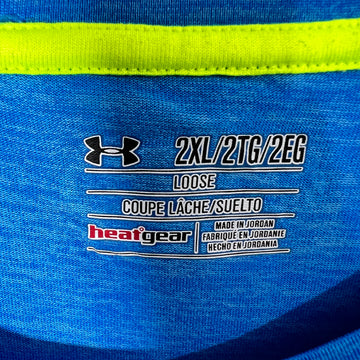 2XL/2TG/2EG
LOOSE
COUPE LÂCHE/SUELTO
heatgear
MADE IN JORDAN
FABRIQUÉ EN JORDANIE
HECHO EN JORDANIA